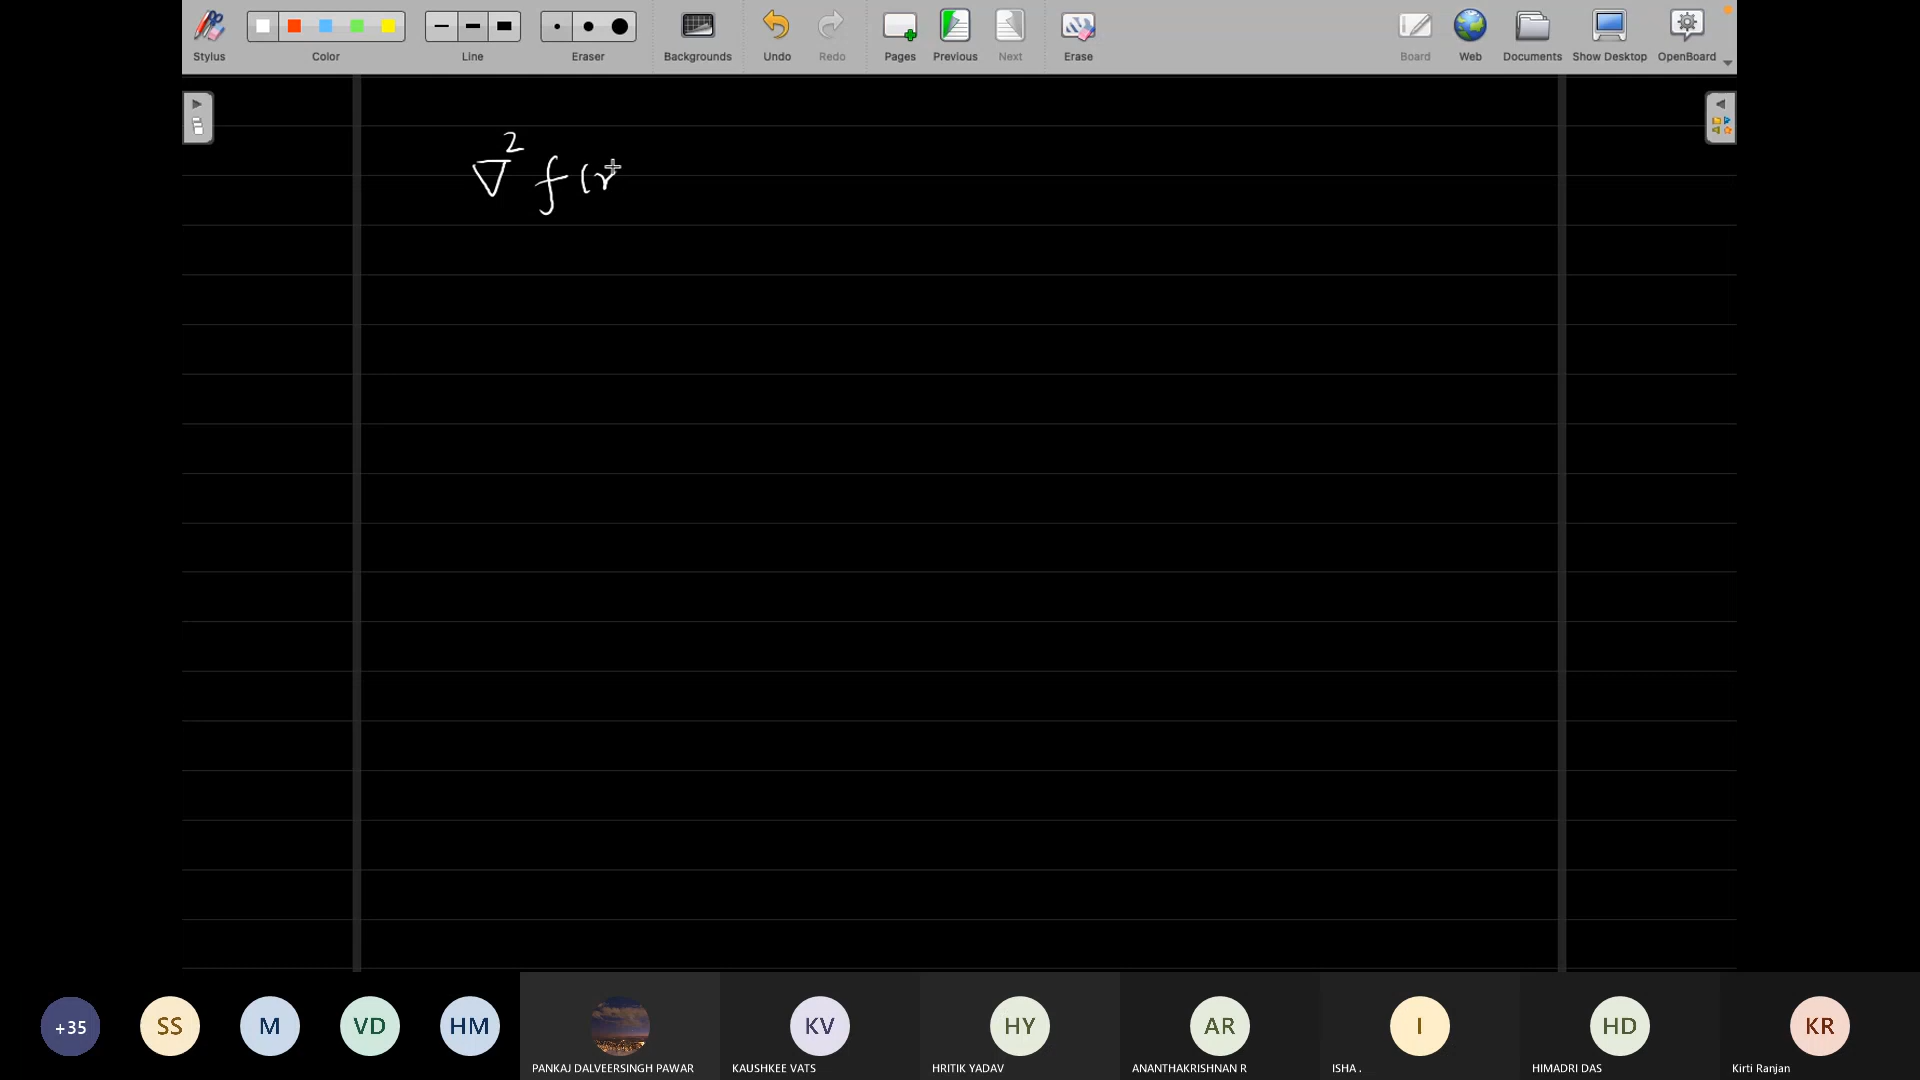 Stylus Color Line Eraser Backgrounds Undo Redo Pages Previous Next Erase Board Web Documents Show Desktop OpenBoard
∇² f (r
+35 SS M VD HM KV HY AR I HD KR
PANKAJ DALVEERSINGH PAWAR KAUSHKEE VATS HRITIK YADAV ANANTHAKRISHNAN R ISHA . HIMADRI DAS Kirti Ranjan